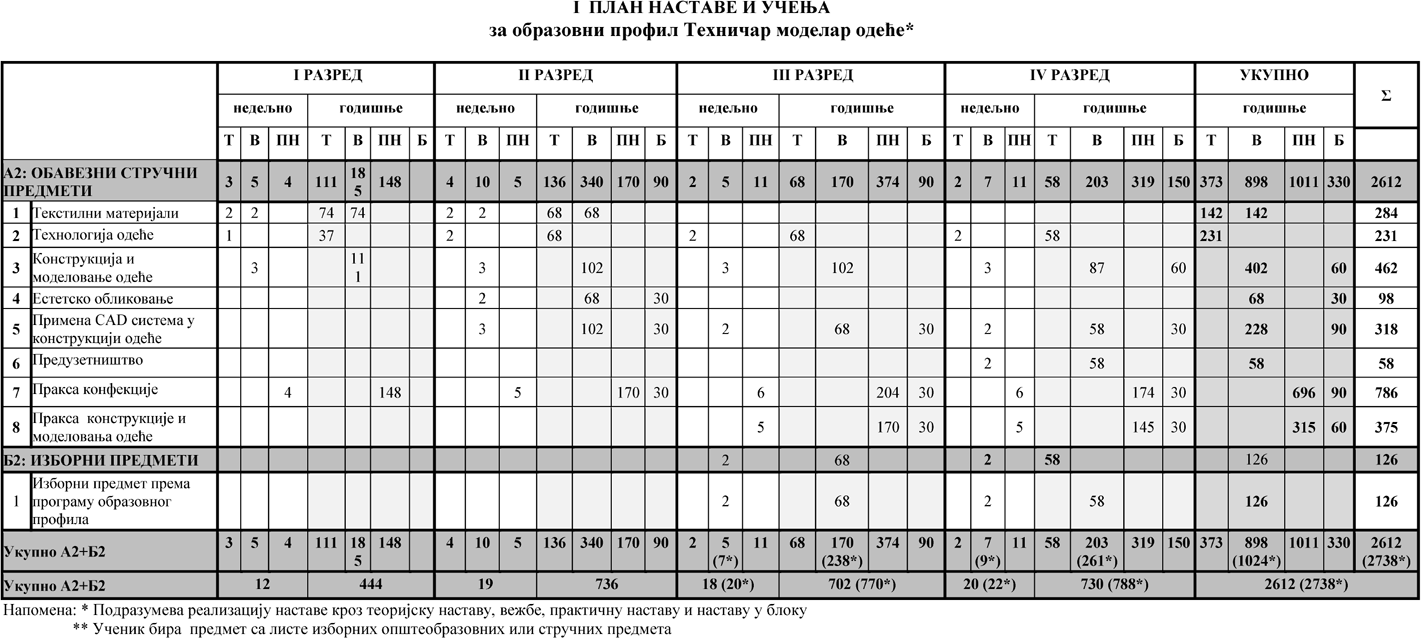 I ПЛАН НАСТАВЕ И УЧЕЊА
за образовни профил Техничар моделар одеће*
I РАЗРЕД II РАЗРЕД III РАЗРЕД IV РАЗРЕД УКУПНО Σ
недељно годишње недељно годишње недељно годишње недељно годишње годишње
Т В ПН Т В ПН Т В ПН Т В ПН Б Т В ПН Т В ПН Б Т В ПН Т В ПН Б Т В ПН Б
А2: ОБАВЕЗНИ СТРУЧНИ ПРЕДМЕТИ 3 5 4 111 185 148 4 10 5 136 340 170 90 2 5 11 68 170 374 90 2 7 11 58 203 319 150 373 898 1011 330 2612
1 Текстилни материјали 2 2 74 74 2 2 68 68 142 142 284
2 Технологија одеће 1 37 2 68 2 68 2 58 231 231
3 Конструкција и моделовање одеће 3 111 3 102 3 102 3 87 60 402 60 462
4 Естетско обликовање 2 68 30 68 30 98
5 Примена CAD система у конструкцији одеће 3 102 30 2 68 30 2 58 30 228 90 318
6 Предузетништво 2 58 58 58
7 Пракса конфекције 4 148 5 170 30 6 204 30 6 174 30 696 90 786
8 Пракса конструкције и моделовања одеће 5 170 30 5 145 30 315 60 375
Б2: ИЗБОРНИ ПРЕДМЕТИ 2 68 2 58 126 126
1 Изборни предмет према програму образовног профила 2 68 2 58 126 126
Укупно А2+Б2 3 5 4 111 185 148 4 10 5 136 340 170 90 2 5 (7*) 11 68 170 (238*) 374 90 2 7 (9*) 11 58 203 (261*) 319 150 373 898 (1024*) 1011 330 2612 (2738*)
Укупно А2+Б2 12 444 19 736 18 (20*) 702 (770*) 20 (22*) 730 (788*) 2612 (2738*)
Напомена: * Подразумева реализацију наставе кроз теоријску наставу, вежбе, практичну наставу и наставу у блоку
** Ученик бира предмет са листе изборних општеобразовних или стручних предмета